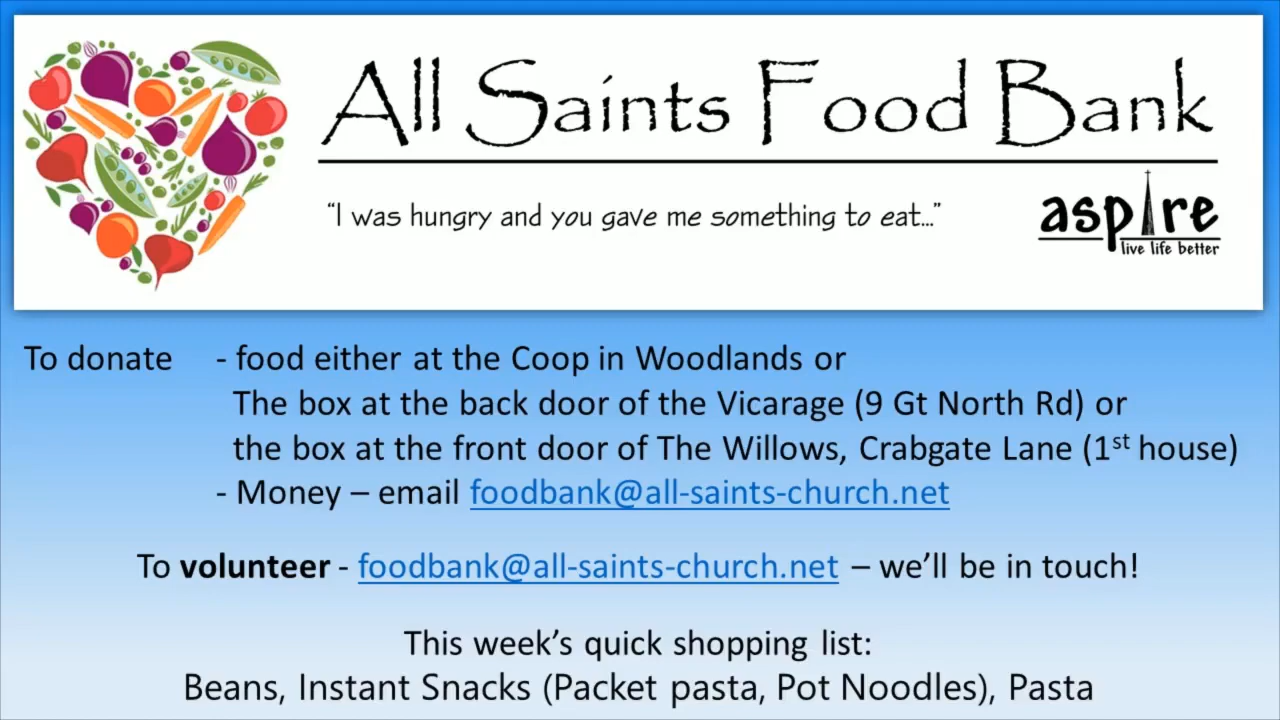 All Saints Food Bank
"I was hungry and you gave me something to eat..."
aspire
live life better
To donate - food either at the Coop in Woodlands or
The box at the back door of the Vicarage (9 Gt North Rd) or
the box at the front door of The Willows, Crabgate Lane (1st house)
- Money – email foodbank@all-saints-church.net
To volunteer - foodbank@all-saints-church.net – we'll be in touch!
This week's quick shopping list:
Beans, Instant Snacks (Packet pasta, Pot Noodles), Pasta